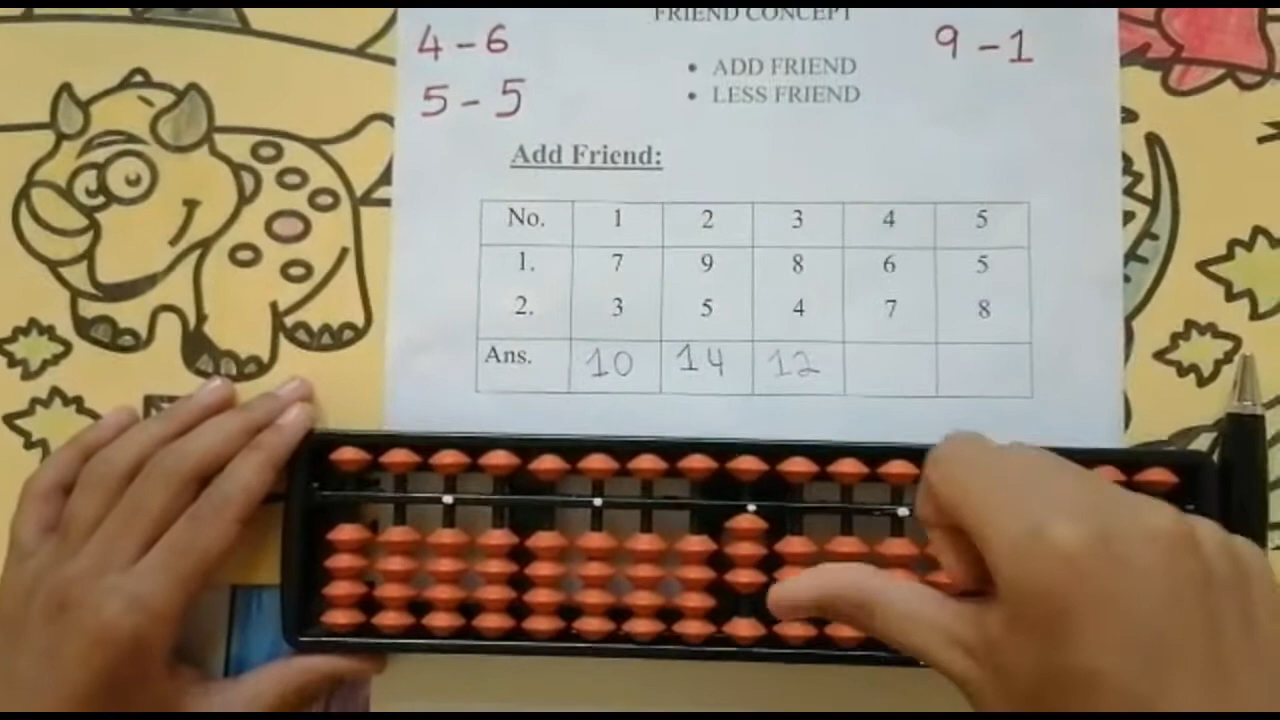 FRIEND CONCEPT
4 - 6
5 - 5
9 - 1
• ADD FRIEND
• LESS FRIEND
Add Friend:
No. 1 2 3 4 5
1. 7 9 8 6 5
2. 3 5 4 7 8
Ans. 10 14 12